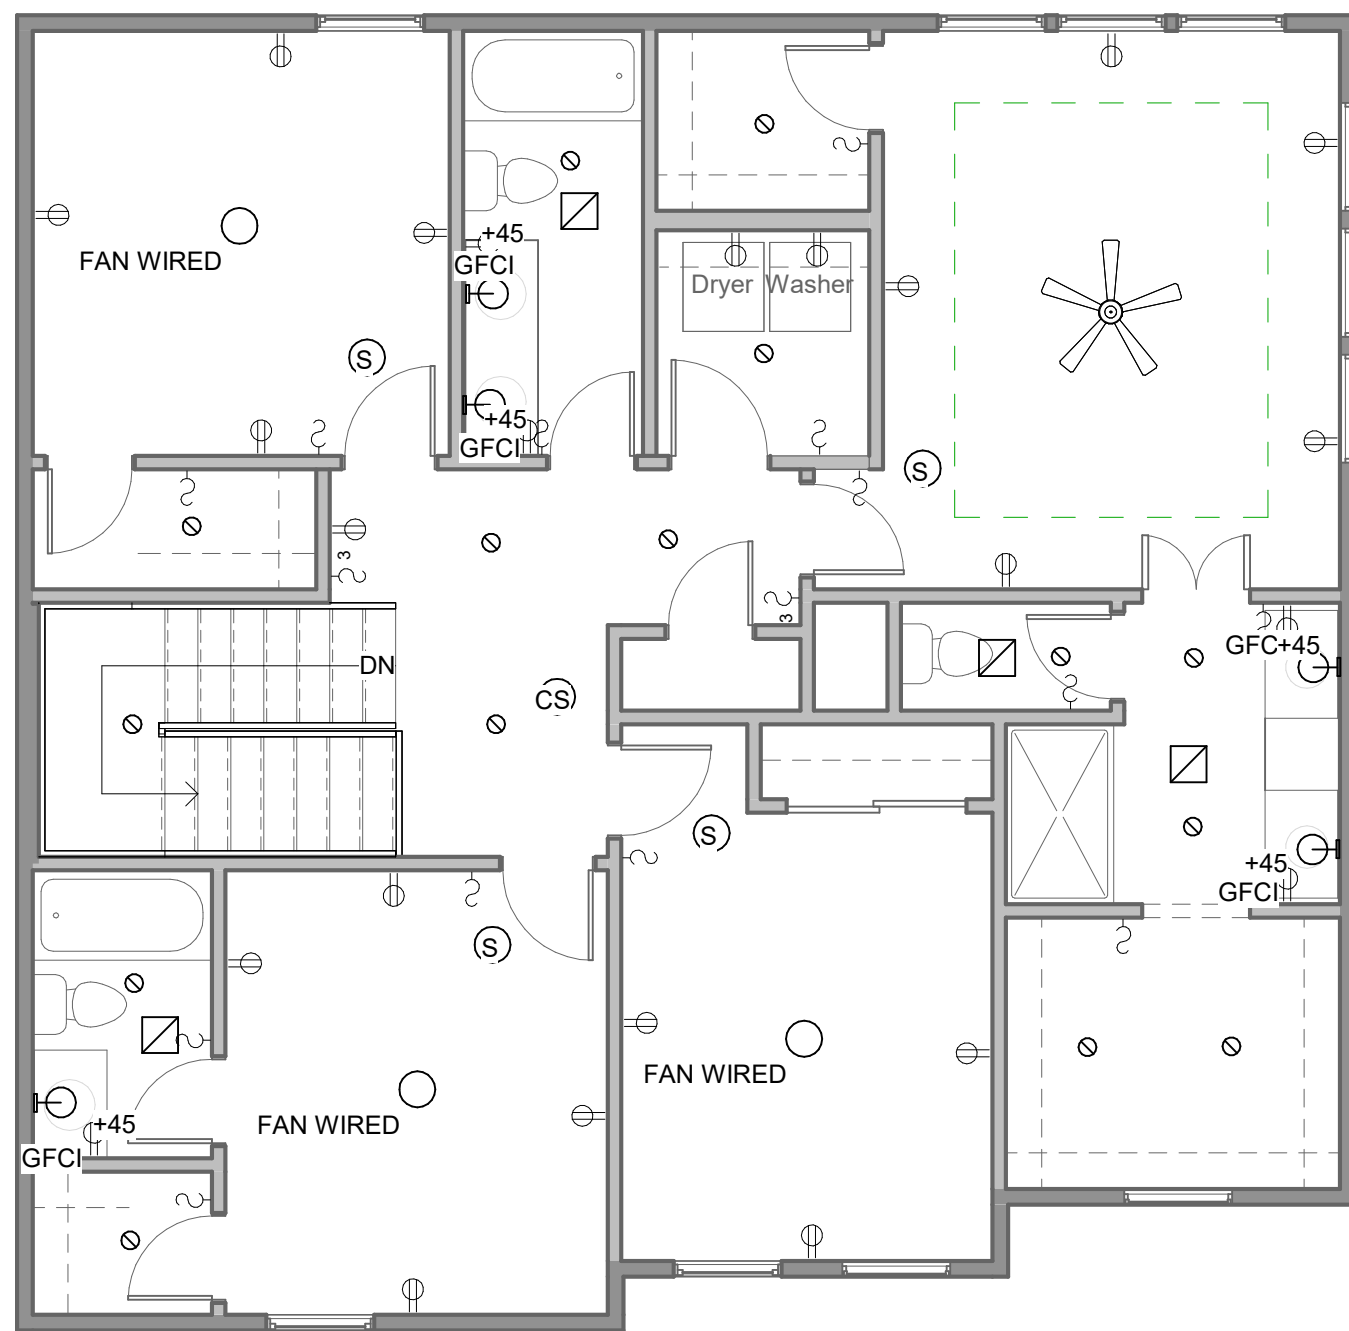 +45
GFCI
FAN WIRED
Dryer Washer
S
+45
GFCI
S
3
3
GFC+45
DN
CS
S
+45
GFCI
S
FAN WIRED
FAN WIRED
+45
GFCI